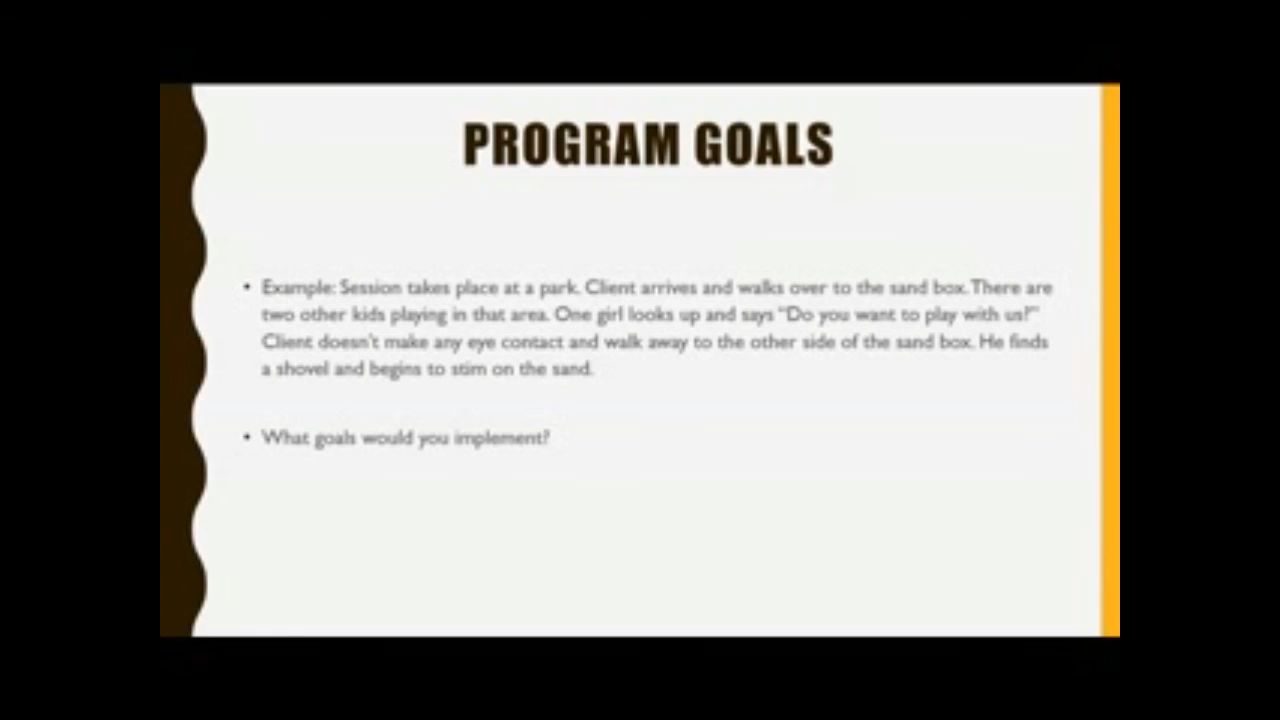 PROGRAM GOALS
• Example: Session takes place at a park. Client arrives and walks over to the sand box. There are
two other kids playing in that area. One girl looks up and says "Do you want to play with us?"
Client doesn't make any eye contact and walk away to the other side of the sand box. He finds
a shovel and begins to stim on the sand.
• What goals would you implement?